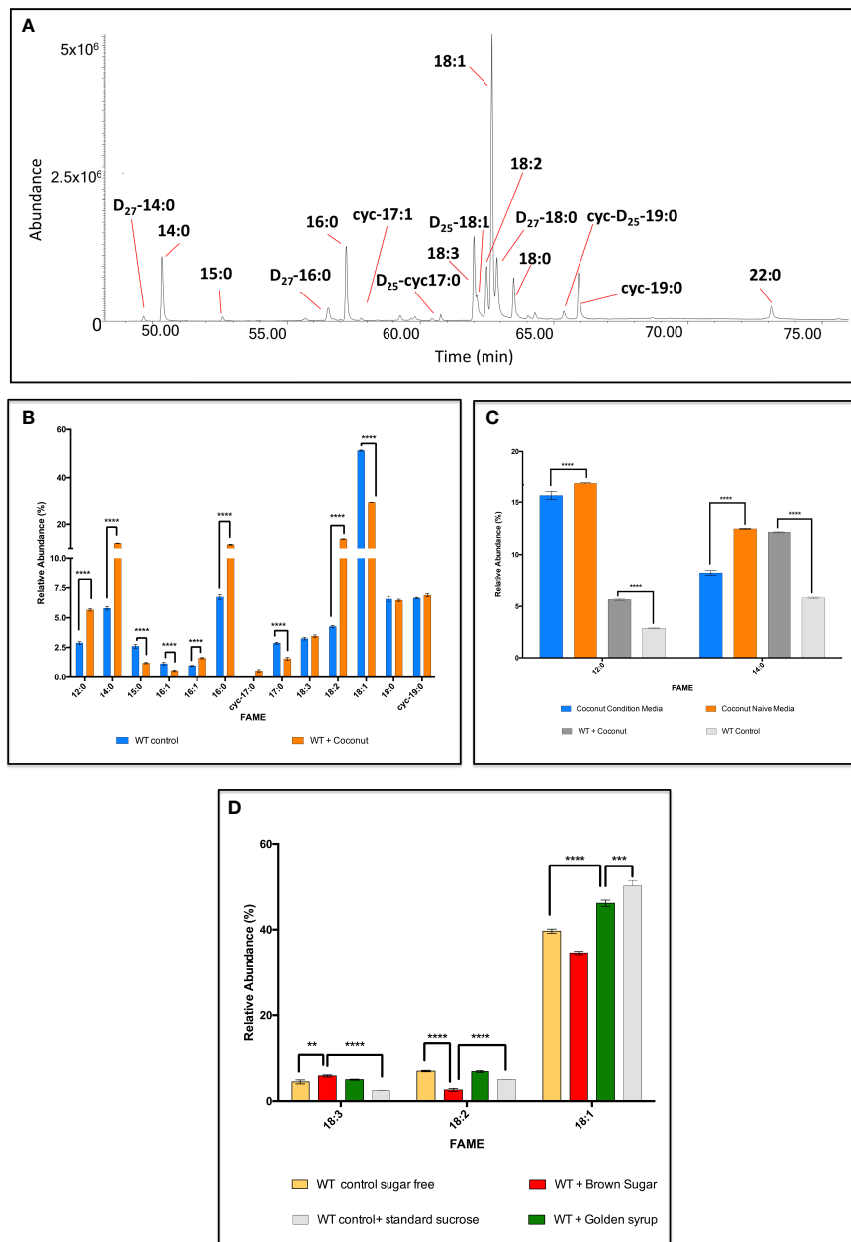 A
5x10⁶
2.5x10⁶
0
Abundance
D₂₇-14:0
14:0
15:0
D₂₇-16:0
16:0
cyc-17:1
D₂₅-cyc17:0
18:3
D₂₅-18:1
18:1
18:2
D₂₇-18:0
18:0
cyc-D₂₅-19:0
cyc-19:0
22:0
50.00 55.00 60.00 65.00 70.00 75.00
Time (min)
B
Relative Abundance (%)
60
40
20
10.0
7.5
5.0
2.5
0.0
**** **** **** **** **** **** **** **** ****
12:0 14:0 15:0 16:1 16:1 16:0 cyc-17:0 17:0 18:3 18:2 18:1 18:0 cyc-19:0
FAME
WT control WT + Coconut
C
Relative Abundance (%)
20
15
10
5
0
**** **** **** ****
12:0 14:0
FAME
Coconut Condition Media Coconut Naive Media
WT + Coconut WT Control
D
Relative Abundance (%)
60
40
20
0
** **** **** **** **** ***
18:3 18:2 18:1
FAME
WT control sugar free WT + Brown Sugar
WT control+ standard sucrose WT + Golden syrup